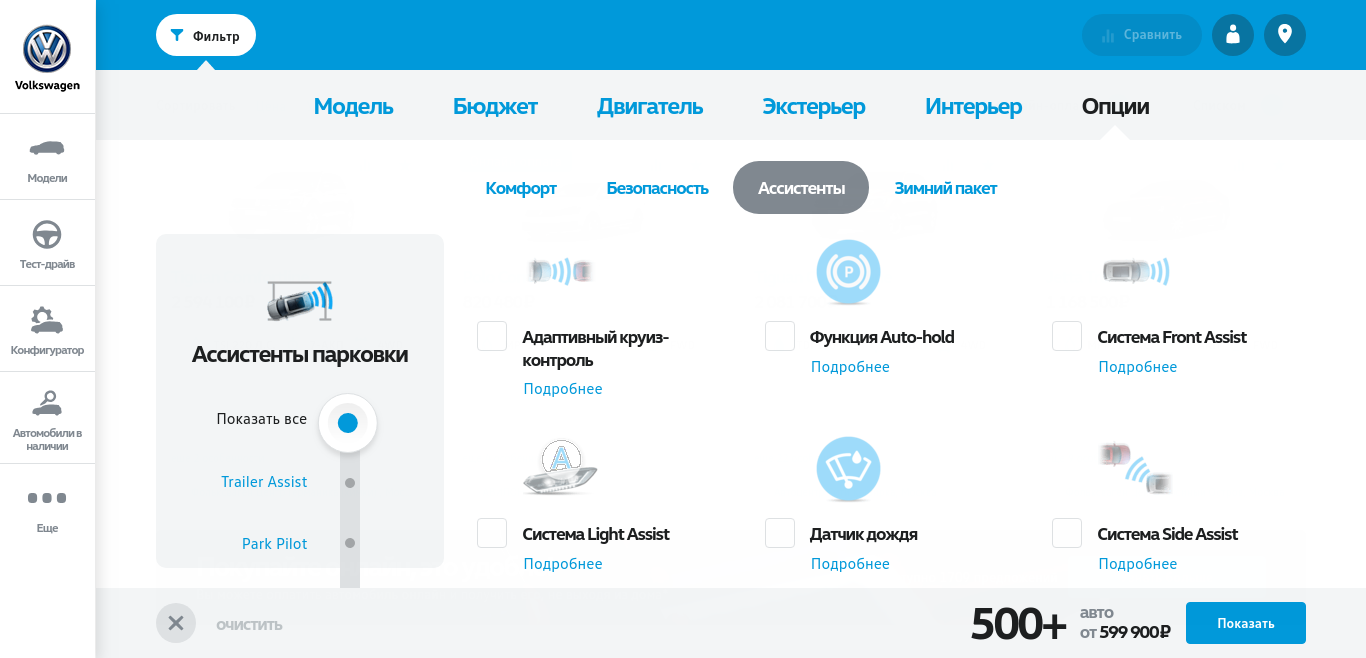 Volkswagen
Модели
Тест-драйв
Конфигуратор
Автомобили в
наличии
Еще
Фильтр
Сравнить
Модель
Бюджет
Двигатель
Экстерьер
Интерьер
Опции
Комфорт
Безопасность
Ассистенты
Зимний пакет
Ассистенты парковки
Показать все
Trailer Assist
Park Pilot
Адаптивный круиз-
контроль
Подробнее
P
Функция Auto-hold
Подробнее
Система Front Assist
Подробнее
A
Система Light Assist
Подробнее
Датчик дождя
Подробнее
Система Side Assist
Подробнее
очистить
500+
авто
от 599 900₽
Показать